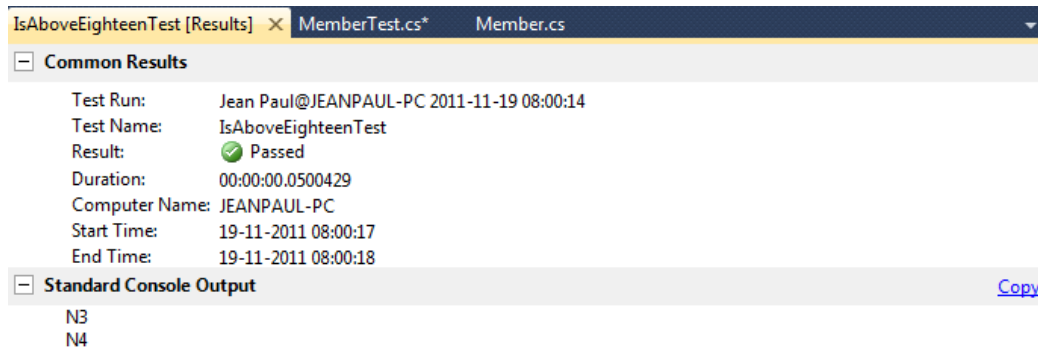 IsAboveEighteenTest [Results] MemberTest.cs* Member.cs
Common Results
Test Run: Jean Paul@JEANPAUL-PC 2011-11-19 08:00:14
Test Name: IsAboveEighteenTest
Result: Passed
Duration: 00:00:00.0500429
Computer Name: JEANPAUL-PC
Start Time: 19-11-2011 08:00:17
End Time: 19-11-2011 08:00:18
Standard Console Output Copy
N3
N4